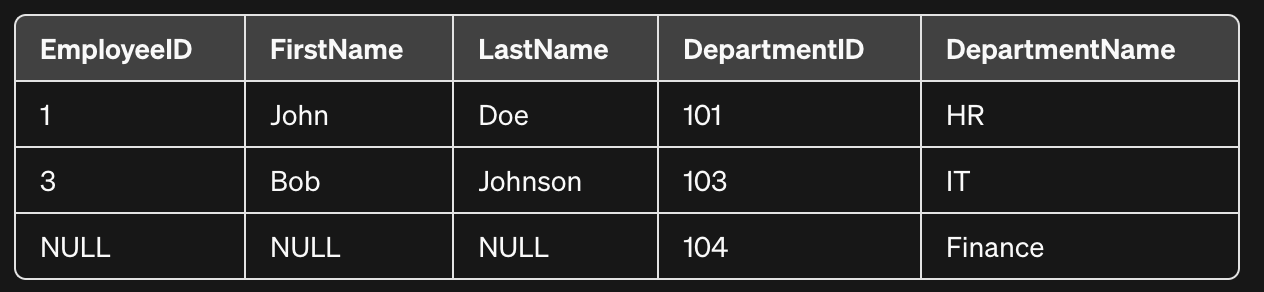 EmployeeID FirstName LastName DepartmentID DepartmentName
1 John Doe 101 HR
3 Bob Johnson 103 IT
NULL NULL NULL 104 Finance